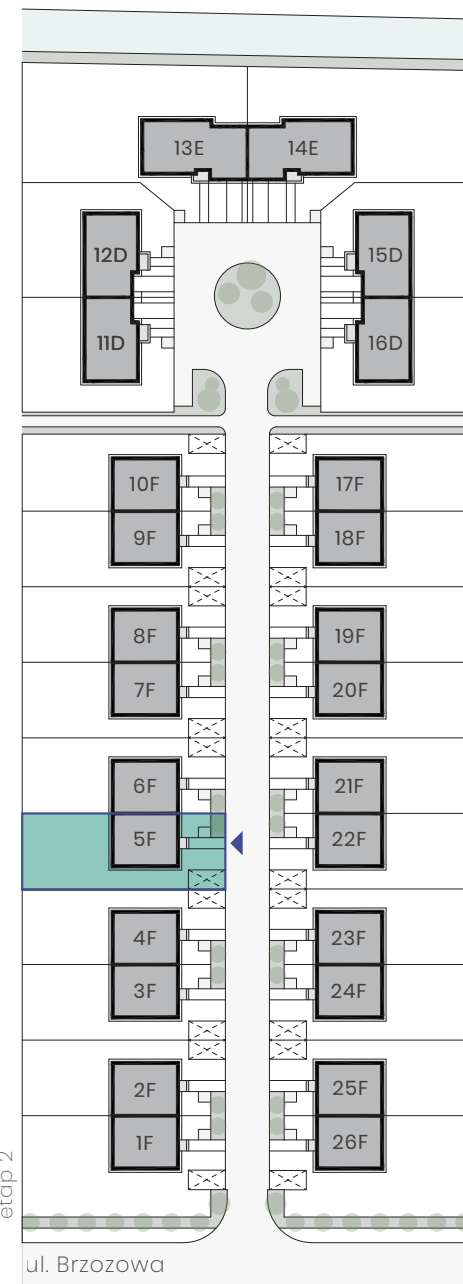 13E 14E
12D 15D
11D 16D
10F 17F
9F 18F
8F 19F
7F 20F
6F 21F
5F 22F
4F 23F
3F 24F
2F 25F
1F 26F
etap 2
ul. Brzozowa